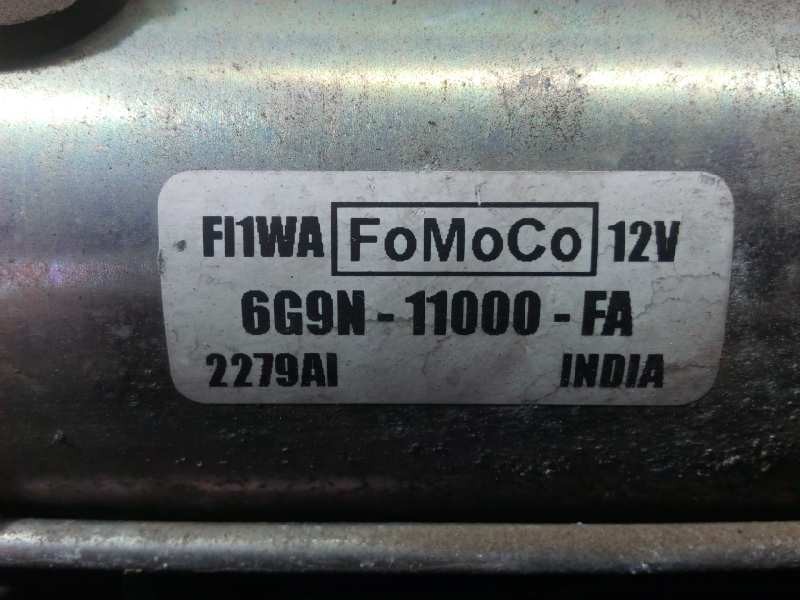 FI1WA FoMoCo 12V
6G9N - 11000 - FA
2279AI INDIA